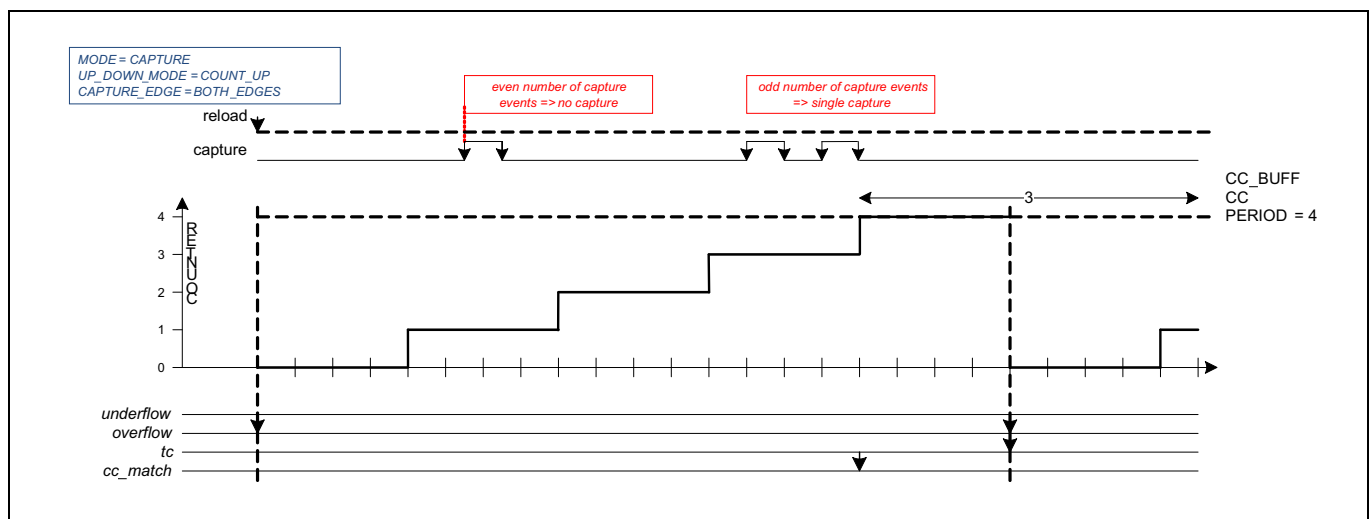 MODE = CAPTURE
UP_DOWN_MODE = COUNT_UP
CAPTURE_EDGE = BOTH_EDGES
even number of capture
events => no capture
odd number of capture events
=> single capture
reload
capture
3
CC_BUFF
CC
PERIOD = 4
COUNTER
4
3
2
1
0
underflow
overflow
tc
cc_match